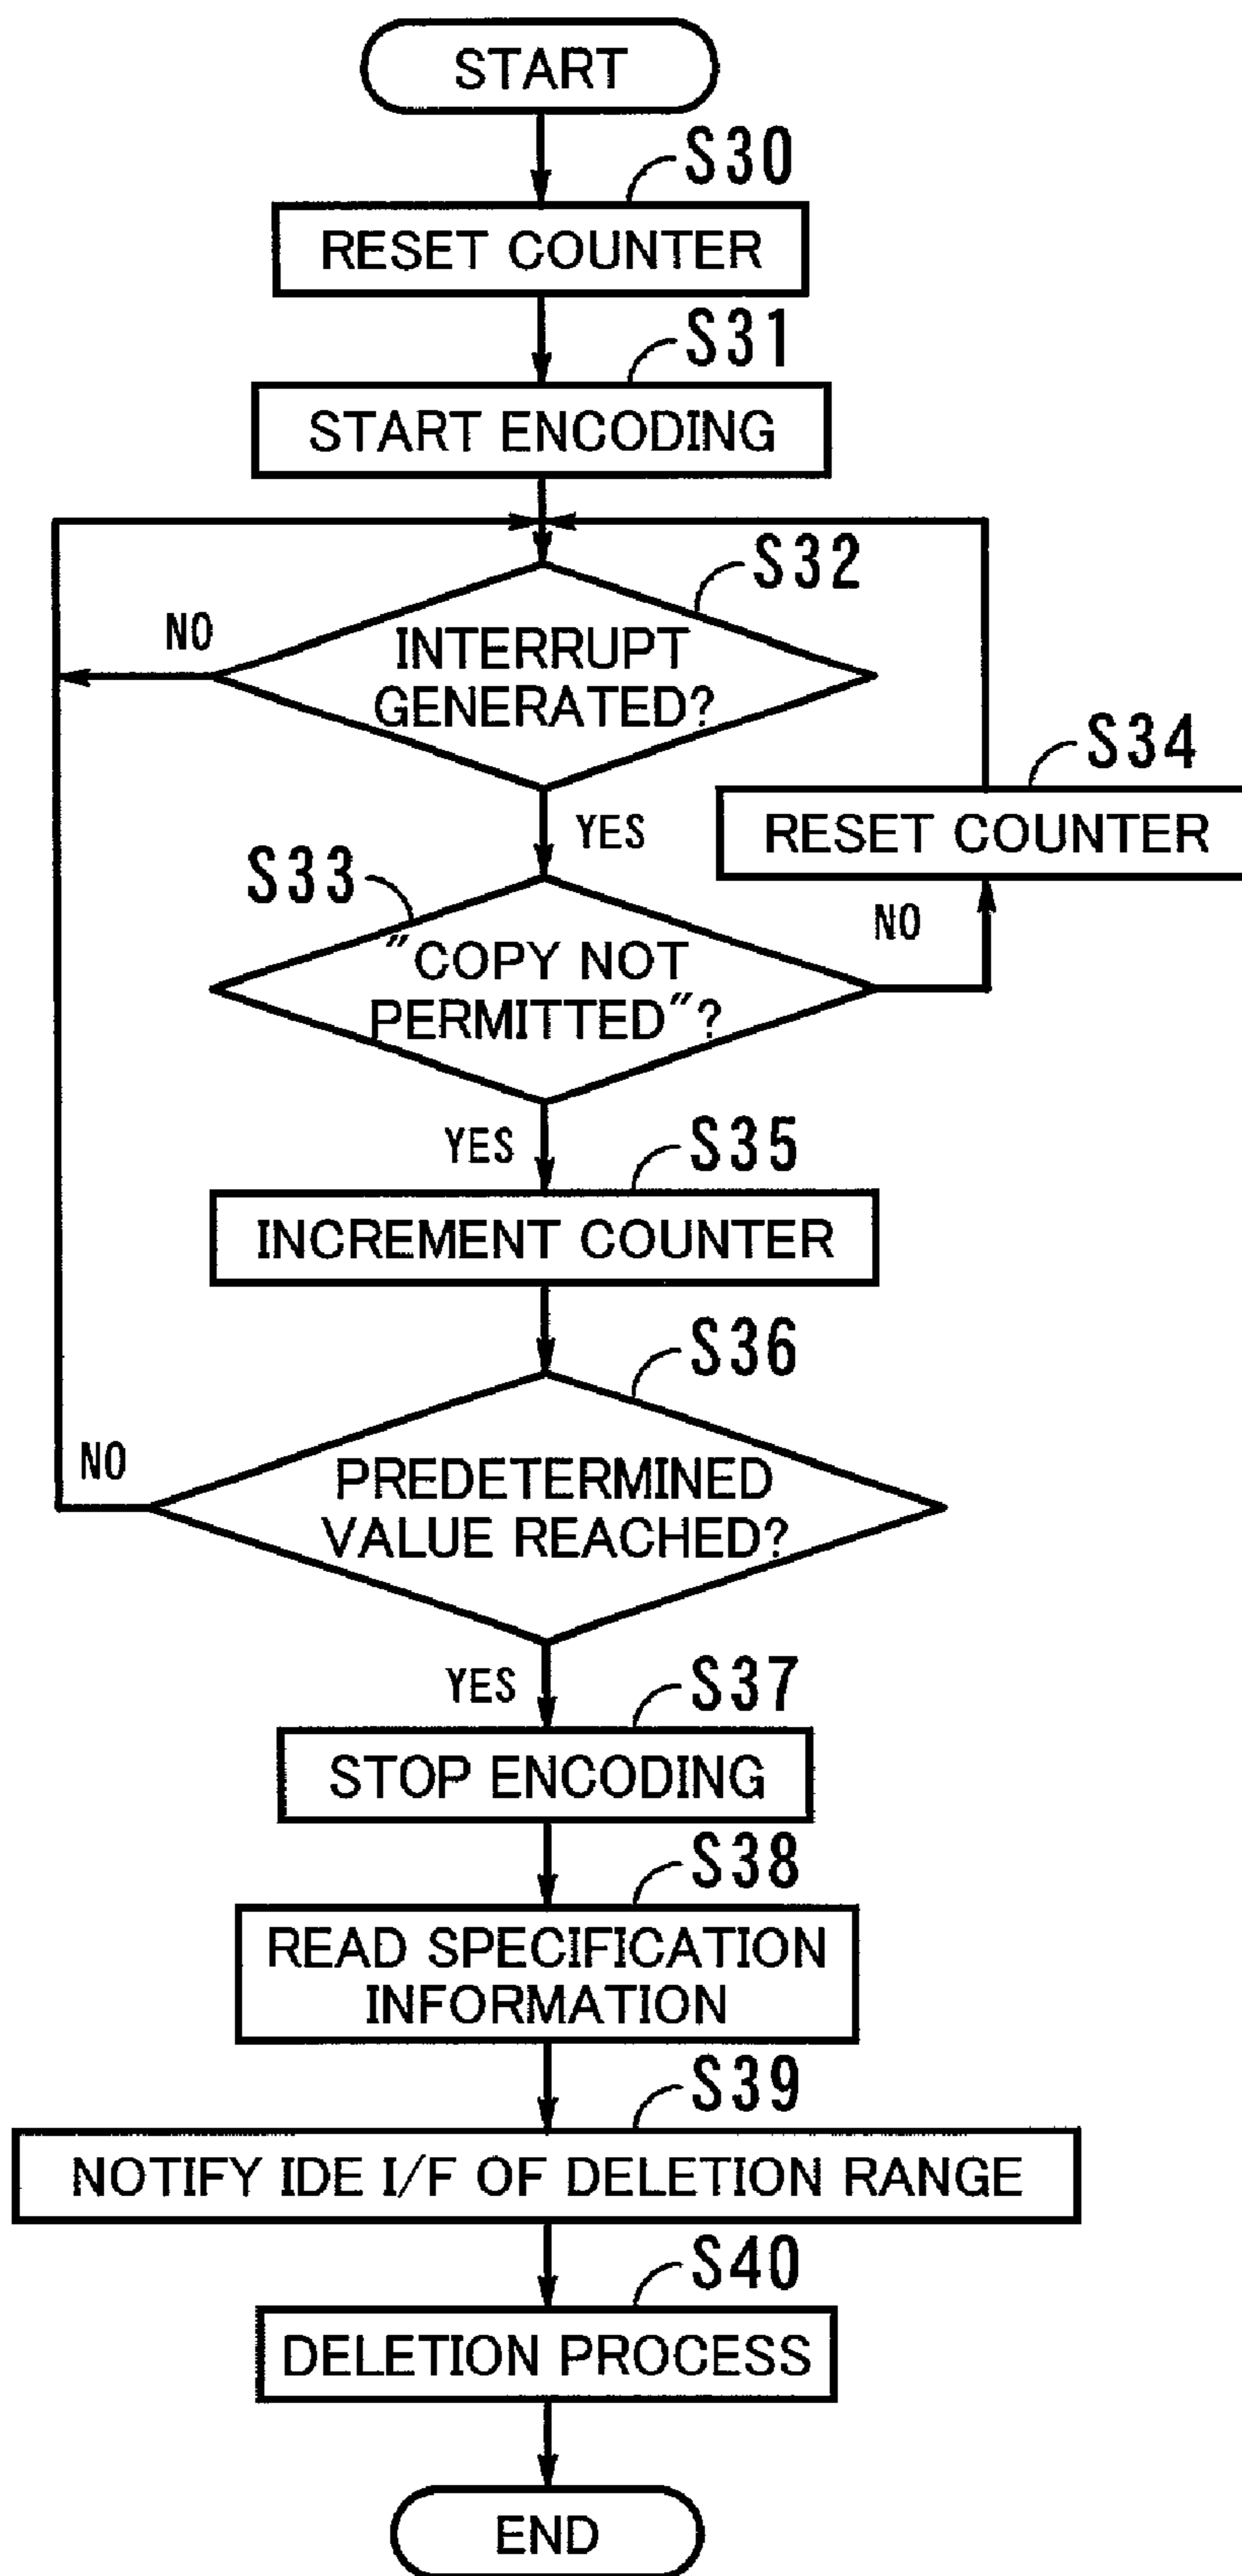 START
S30
RESET COUNTER
S31
START ENCODING
S32
NO
INTERRUPT
GENERATED?
S34
YES
RESET COUNTER
S33
NO
"COPY NOT
PERMITTED"?
YES
S35
INCREMENT COUNTER
S36
NO
PREDETERMINED
VALUE REACHED?
YES
S37
STOP ENCODING
S38
READ SPECIFICATION
INFORMATION
S39
NOTIFY IDE I/F OF DELETION RANGE
S40
DELETION PROCESS
END